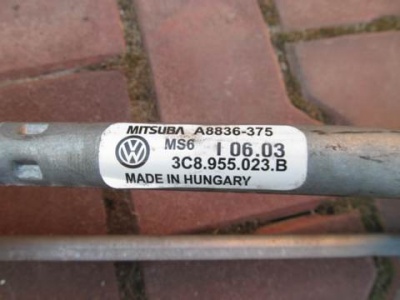 MITSUBA A8836-375
MS6 I 06.03
3C8.955.023.B
MADE IN HUNGARY